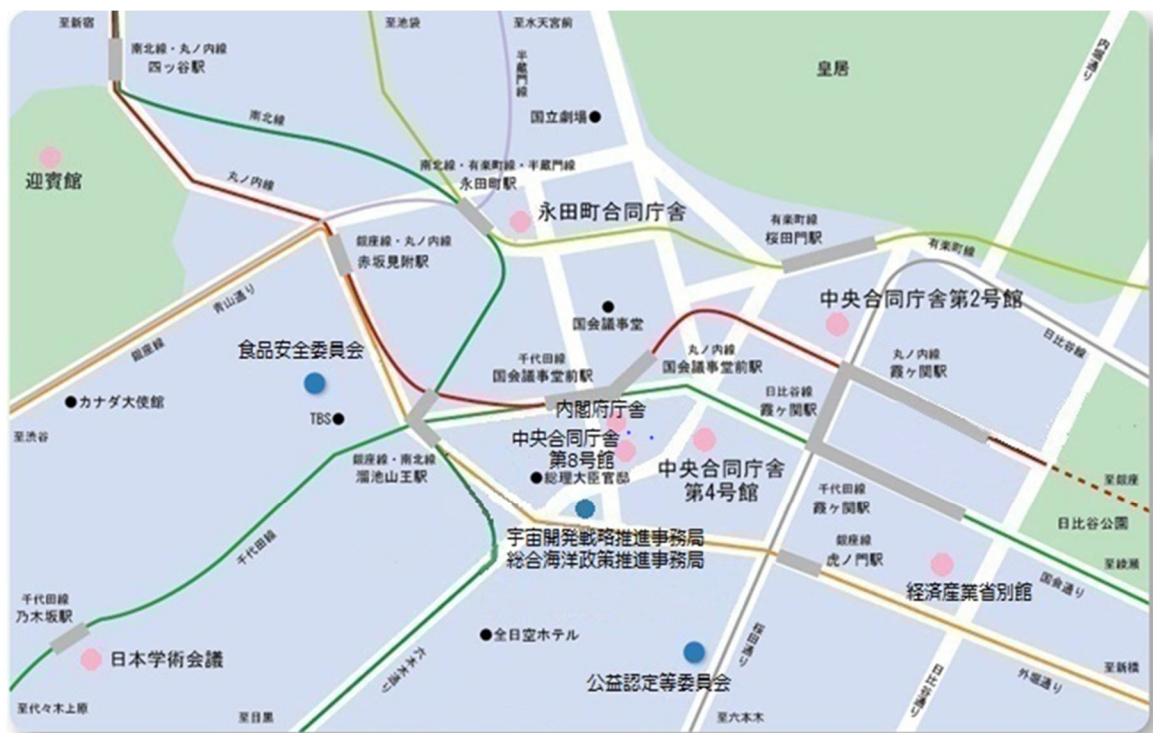 至新宿
至池袋
至水天宮前
南北線・丸ノ内線
四ッ谷駅
半蔵門線
皇居
内堀通り
南北線
国立劇場●
迎賓館
丸ノ内線
南北線・有楽町線・半蔵門線
永田町駅
永田町合同庁舎
有楽町線
桜田門駅
有楽町線
銀座線・丸ノ内線
赤坂見附駅
青山通り
銀座線
中央合同庁舎第2号館
日比谷線
国会議事堂
食品安全委員会
千代田線
国会議事堂前駅
丸ノ内線
国会議事堂前駅
丸ノ内線
霞ヶ関駅
日比谷線
霞ヶ関駅
●カナダ大使館
TBS●
内閣府庁舎
至渋谷
中央合同庁舎
第8号館
中央合同庁舎
第4号館
銀座線・南北線
溜池山王駅
●総理大臣官邸
千代田線
霞ヶ関駅
至銀座
日比谷公園
宇宙開発戦略推進事務局
総合海洋政策推進事務局
銀座線
虎ノ門駅
至綾瀬
千代田線
国会通り
経済産業省別館
千代田線
乃木坂駅
日本学術会議
●全日空ホテル
六本木通り
桜田通り
公益認定等委員会
日比谷通り
外堀通り
至新橋
至代々木上原
至目黒
至六本木